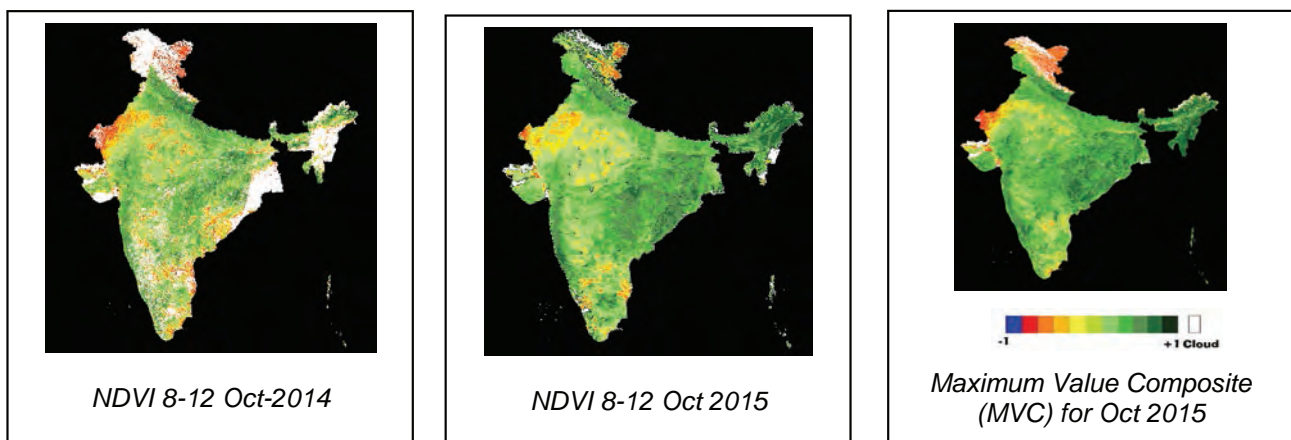 -1
+1 Cloud
NDVI 8-12 Oct-2014
NDVI 8-12 Oct 2015
Maximum Value Composite
(MVC) for Oct 2015